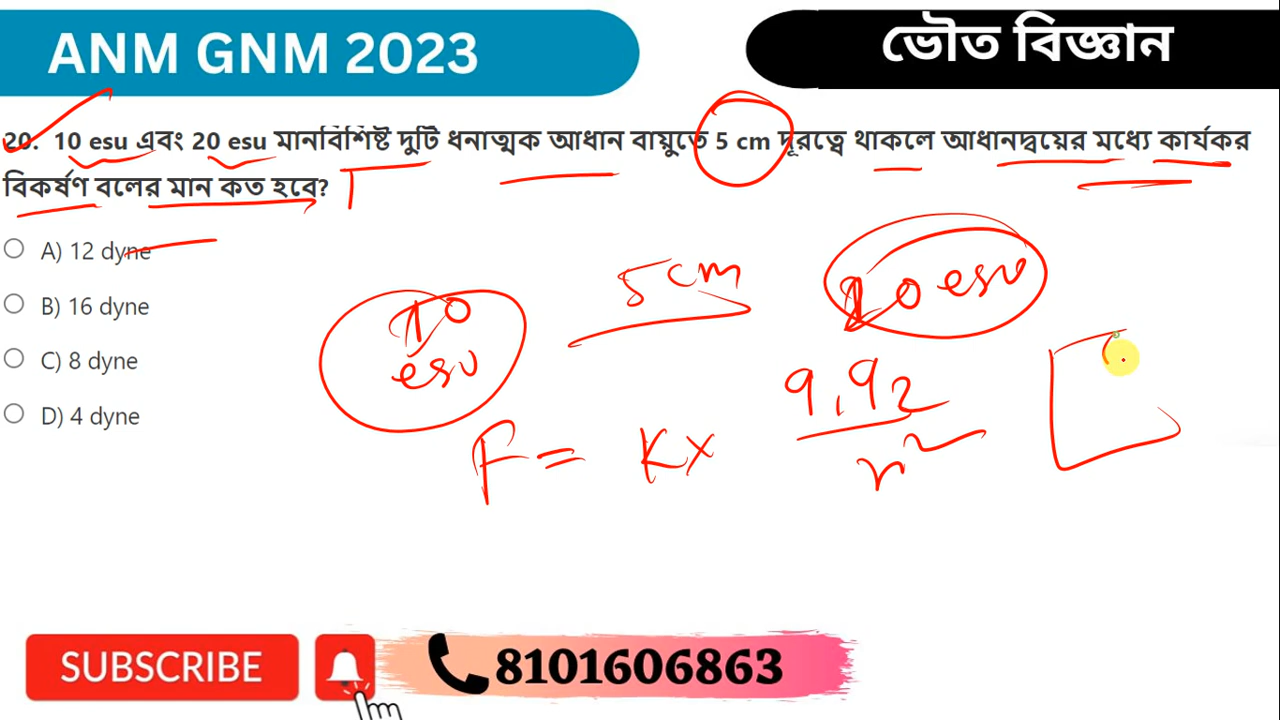 ANM GNM 2023
ভৌত বিজ্ঞান
20. 10 esu এবং 20 esu মানবিশিষ্ট দুটি ধনাত্মক আধান বায়ুতে 5 cm দূরত্বে থাকলে আধানদ্বয়ের মধ্যে কার্যকর
বিকর্ষণ বলের মান কত হবে?
A) 12 dyne
B) 16 dyne
C) 8 dyne
D) 4 dyne
10 esu
5 cm
20 esu
F = K× q₁q₂ / r²
SUBSCRIBE
8101606863